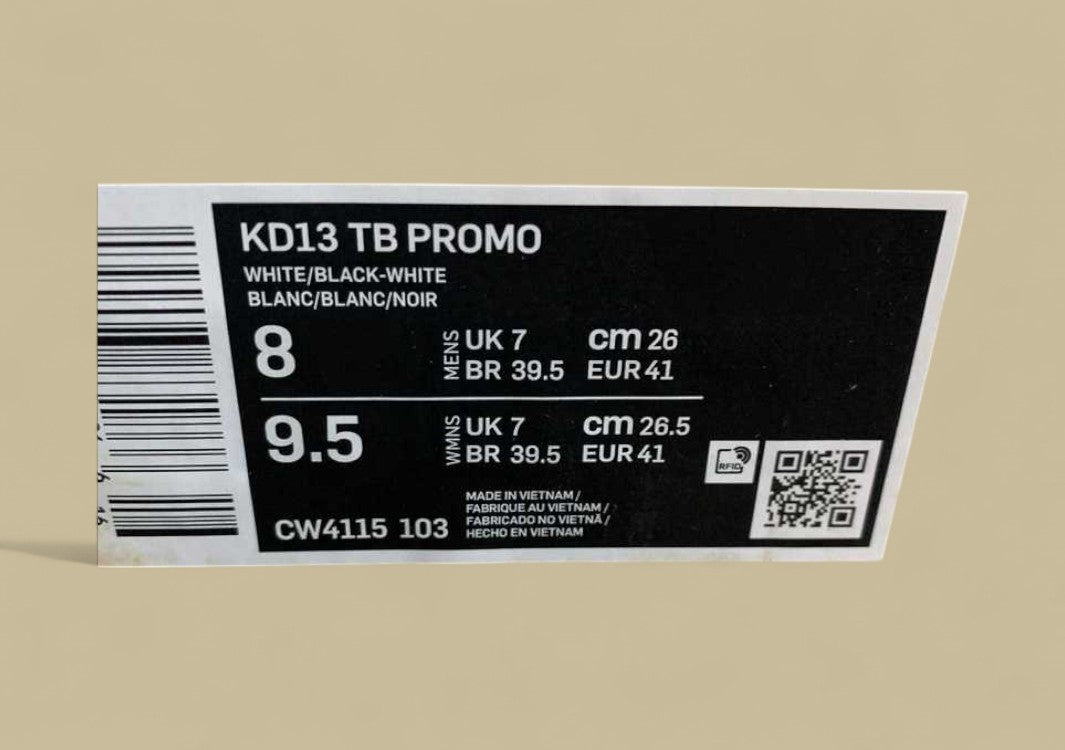 KD13 TB PROMO
WHITE/BLACK-WHITE
BLANC/BLANC/NOIR
8
MENS
UK 7 cm 26
BR 39.5 EUR 41
9.5
WMNS
UK 7 cm 26.5
BR 39.5 EUR 41
RFID
MADE IN VIETNAM /
FABRIQUE AU VIETNAM /
FABRICADO NO VIETNÃ /
HECHO EN VIETNAM
CW4115 103